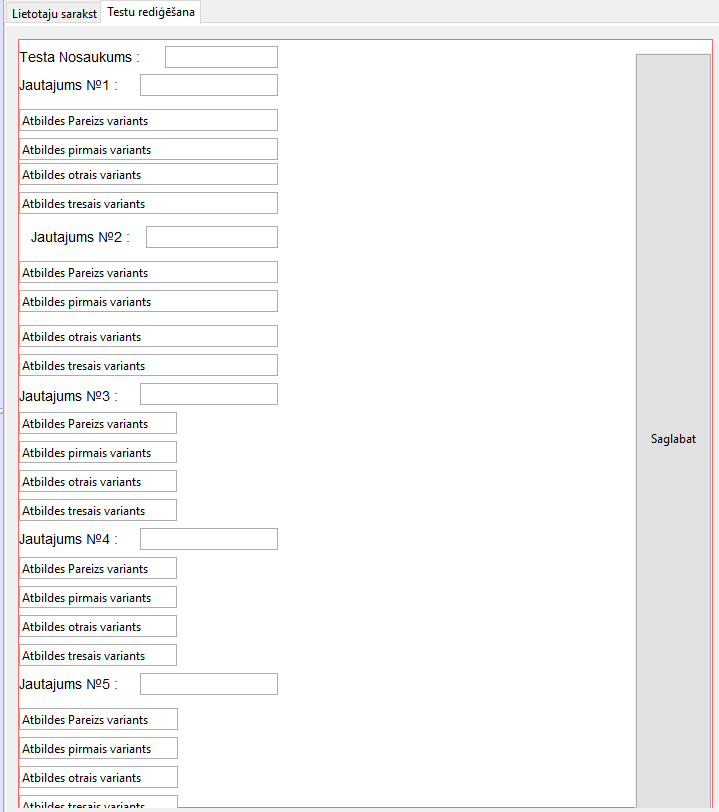 Lietotaju sarakst Testu rediģēšana
Testa Nosaukums :
Jautajums №1 :
Atbildes Pareizs variants
Atbildes pirmais variants
Atbildes otrais variants
Atbildes tresais variants
Jautajums №2 :
Atbildes Pareizs variants
Atbildes pirmais variants
Atbildes otrais variants
Atbildes tresais variants
Jautajums №3 :
Atbildes Pareizs variants
Saglabat
Atbildes pirmais variants
Atbildes otrais variants
Atbildes tresais variants
Jautajums №4 :
Atbildes Pareizs variants
Atbildes pirmais variants
Atbildes otrais variants
Atbildes tresais variants
Jautajums №5 :
Atbildes Pareizs variants
Atbildes pirmais variants
Atbildes otrais variants
Atbildes tresais variants